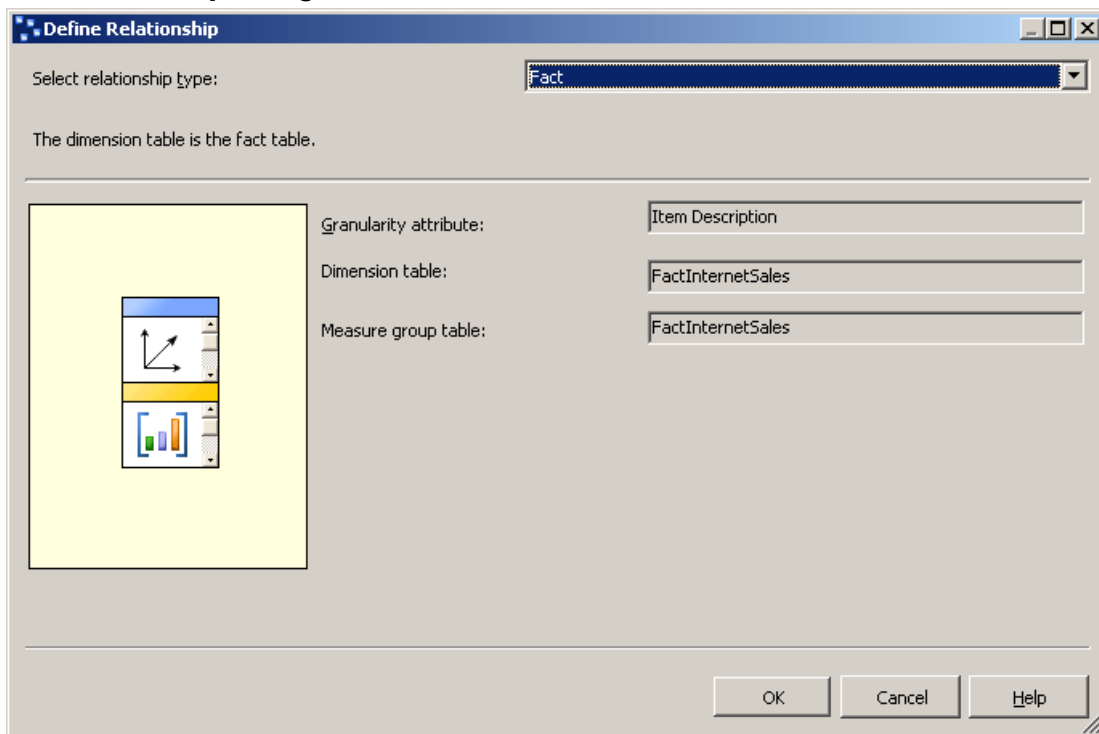 Define Relationship
Select relationship type: Fact
The dimension table is the fact table.
Granularity attribute: Item Description
Dimension table: FactInternetSales
Measure group table: FactInternetSales
OK Cancel Help